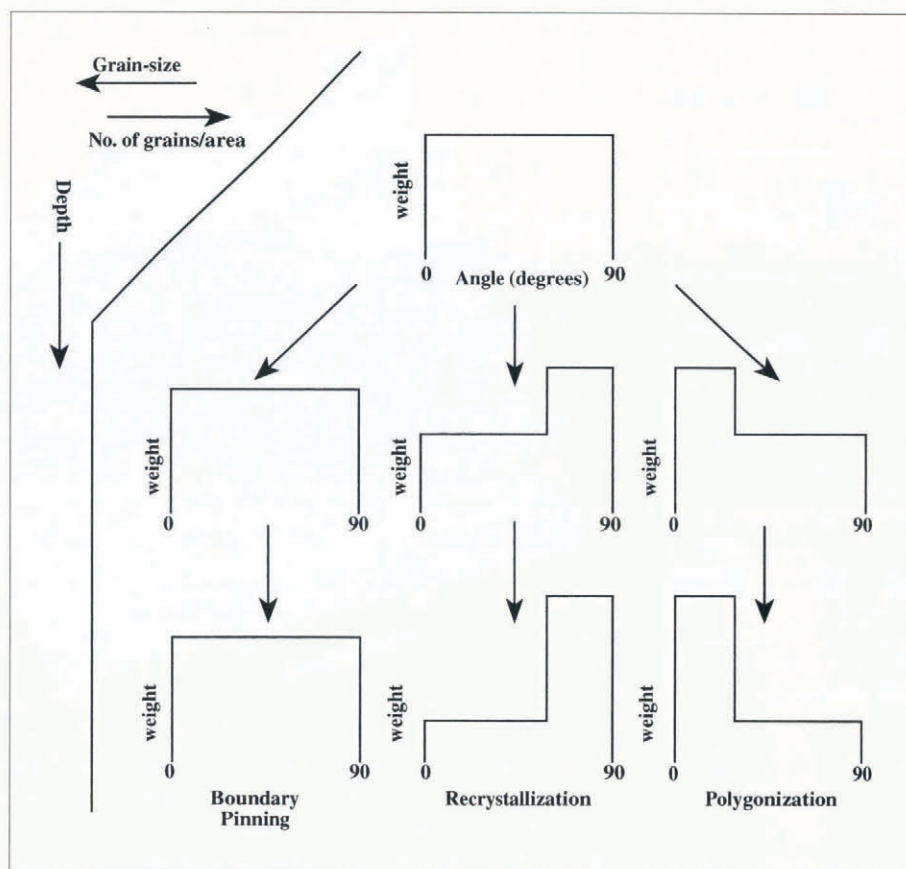 Grain-size
No. of grains/area
Depth
weight
0
Angle (degrees)
90
weight
0
90
weight
0
90
weight
0
90
weight
0
90
weight
0
90
weight
0
90
Boundary
Pinning
Recrystallization
Polygonization